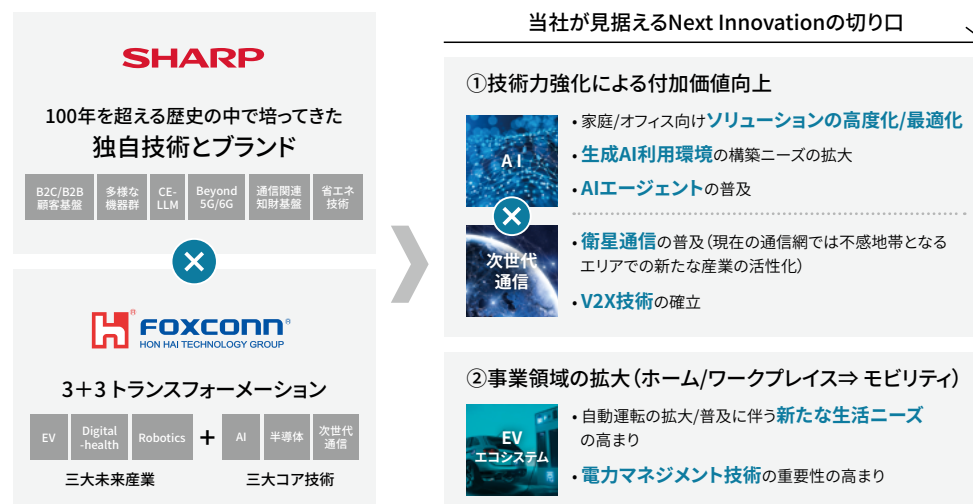 SHARP
100年を超える歴史の中で培ってきた
独自技術とブランド
B2C/B2B
顧客基盤
多様な
機器群
CE-
LLM
Beyond
5G/6G
通信関連
知財基盤
省エネ
技術
×
FOXCONN®
HON HAI TECHNOLOGY GROUP
3+3トランスフォーメーション
EV
Digital
-health
Robotics
+
AI
半導体
次世代
通信
三大未来産業
三大コア技術
当社が見据えるNext Innovationの切り口
①技術力強化による付加価値向上
AI
・家庭/オフィス向けソリューションの高度化/最適化
・生成AI利用環境の構築ニーズの拡大
・AIエージェントの普及
×
次世代
通信
・衛星通信の普及(現在の通信網では不感地帯となる
エリアでの新たな産業の活性化)
・V2X技術の確立
②事業領域の拡大(ホーム/ワークプレイス⇒ モビリティ)
EV
エコシステム
・自動運転の拡大/普及に伴う新たな生活ニーズ
の高まり
・電力マネジメント技術の重要性の高まり